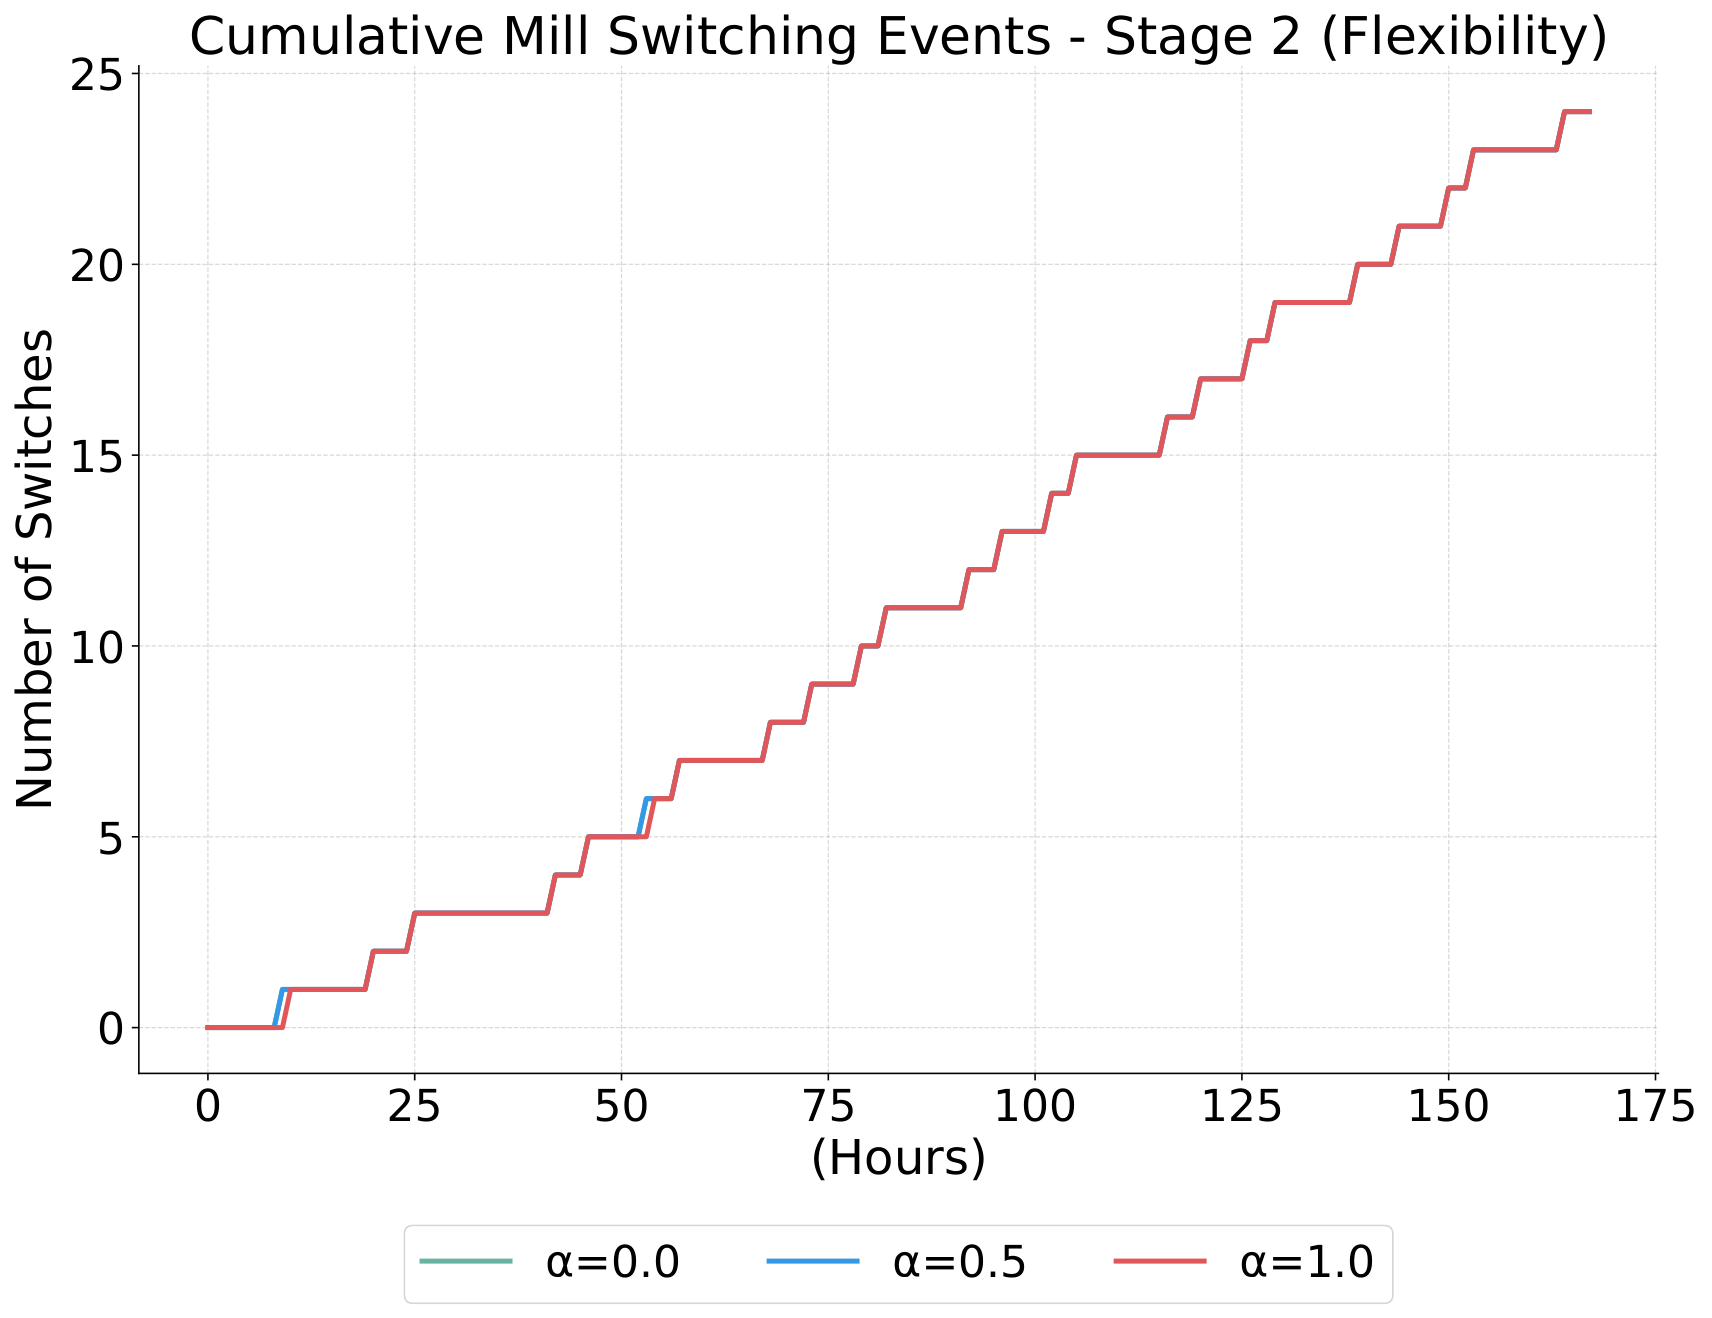 Cumulative Mill Switching Events - Stage 2 (Flexibility)
25
20
15
10
5
0
Number of Switches
0 25 50 75 100 125 150 175
(Hours)
α=0.0 α=0.5 α=1.0